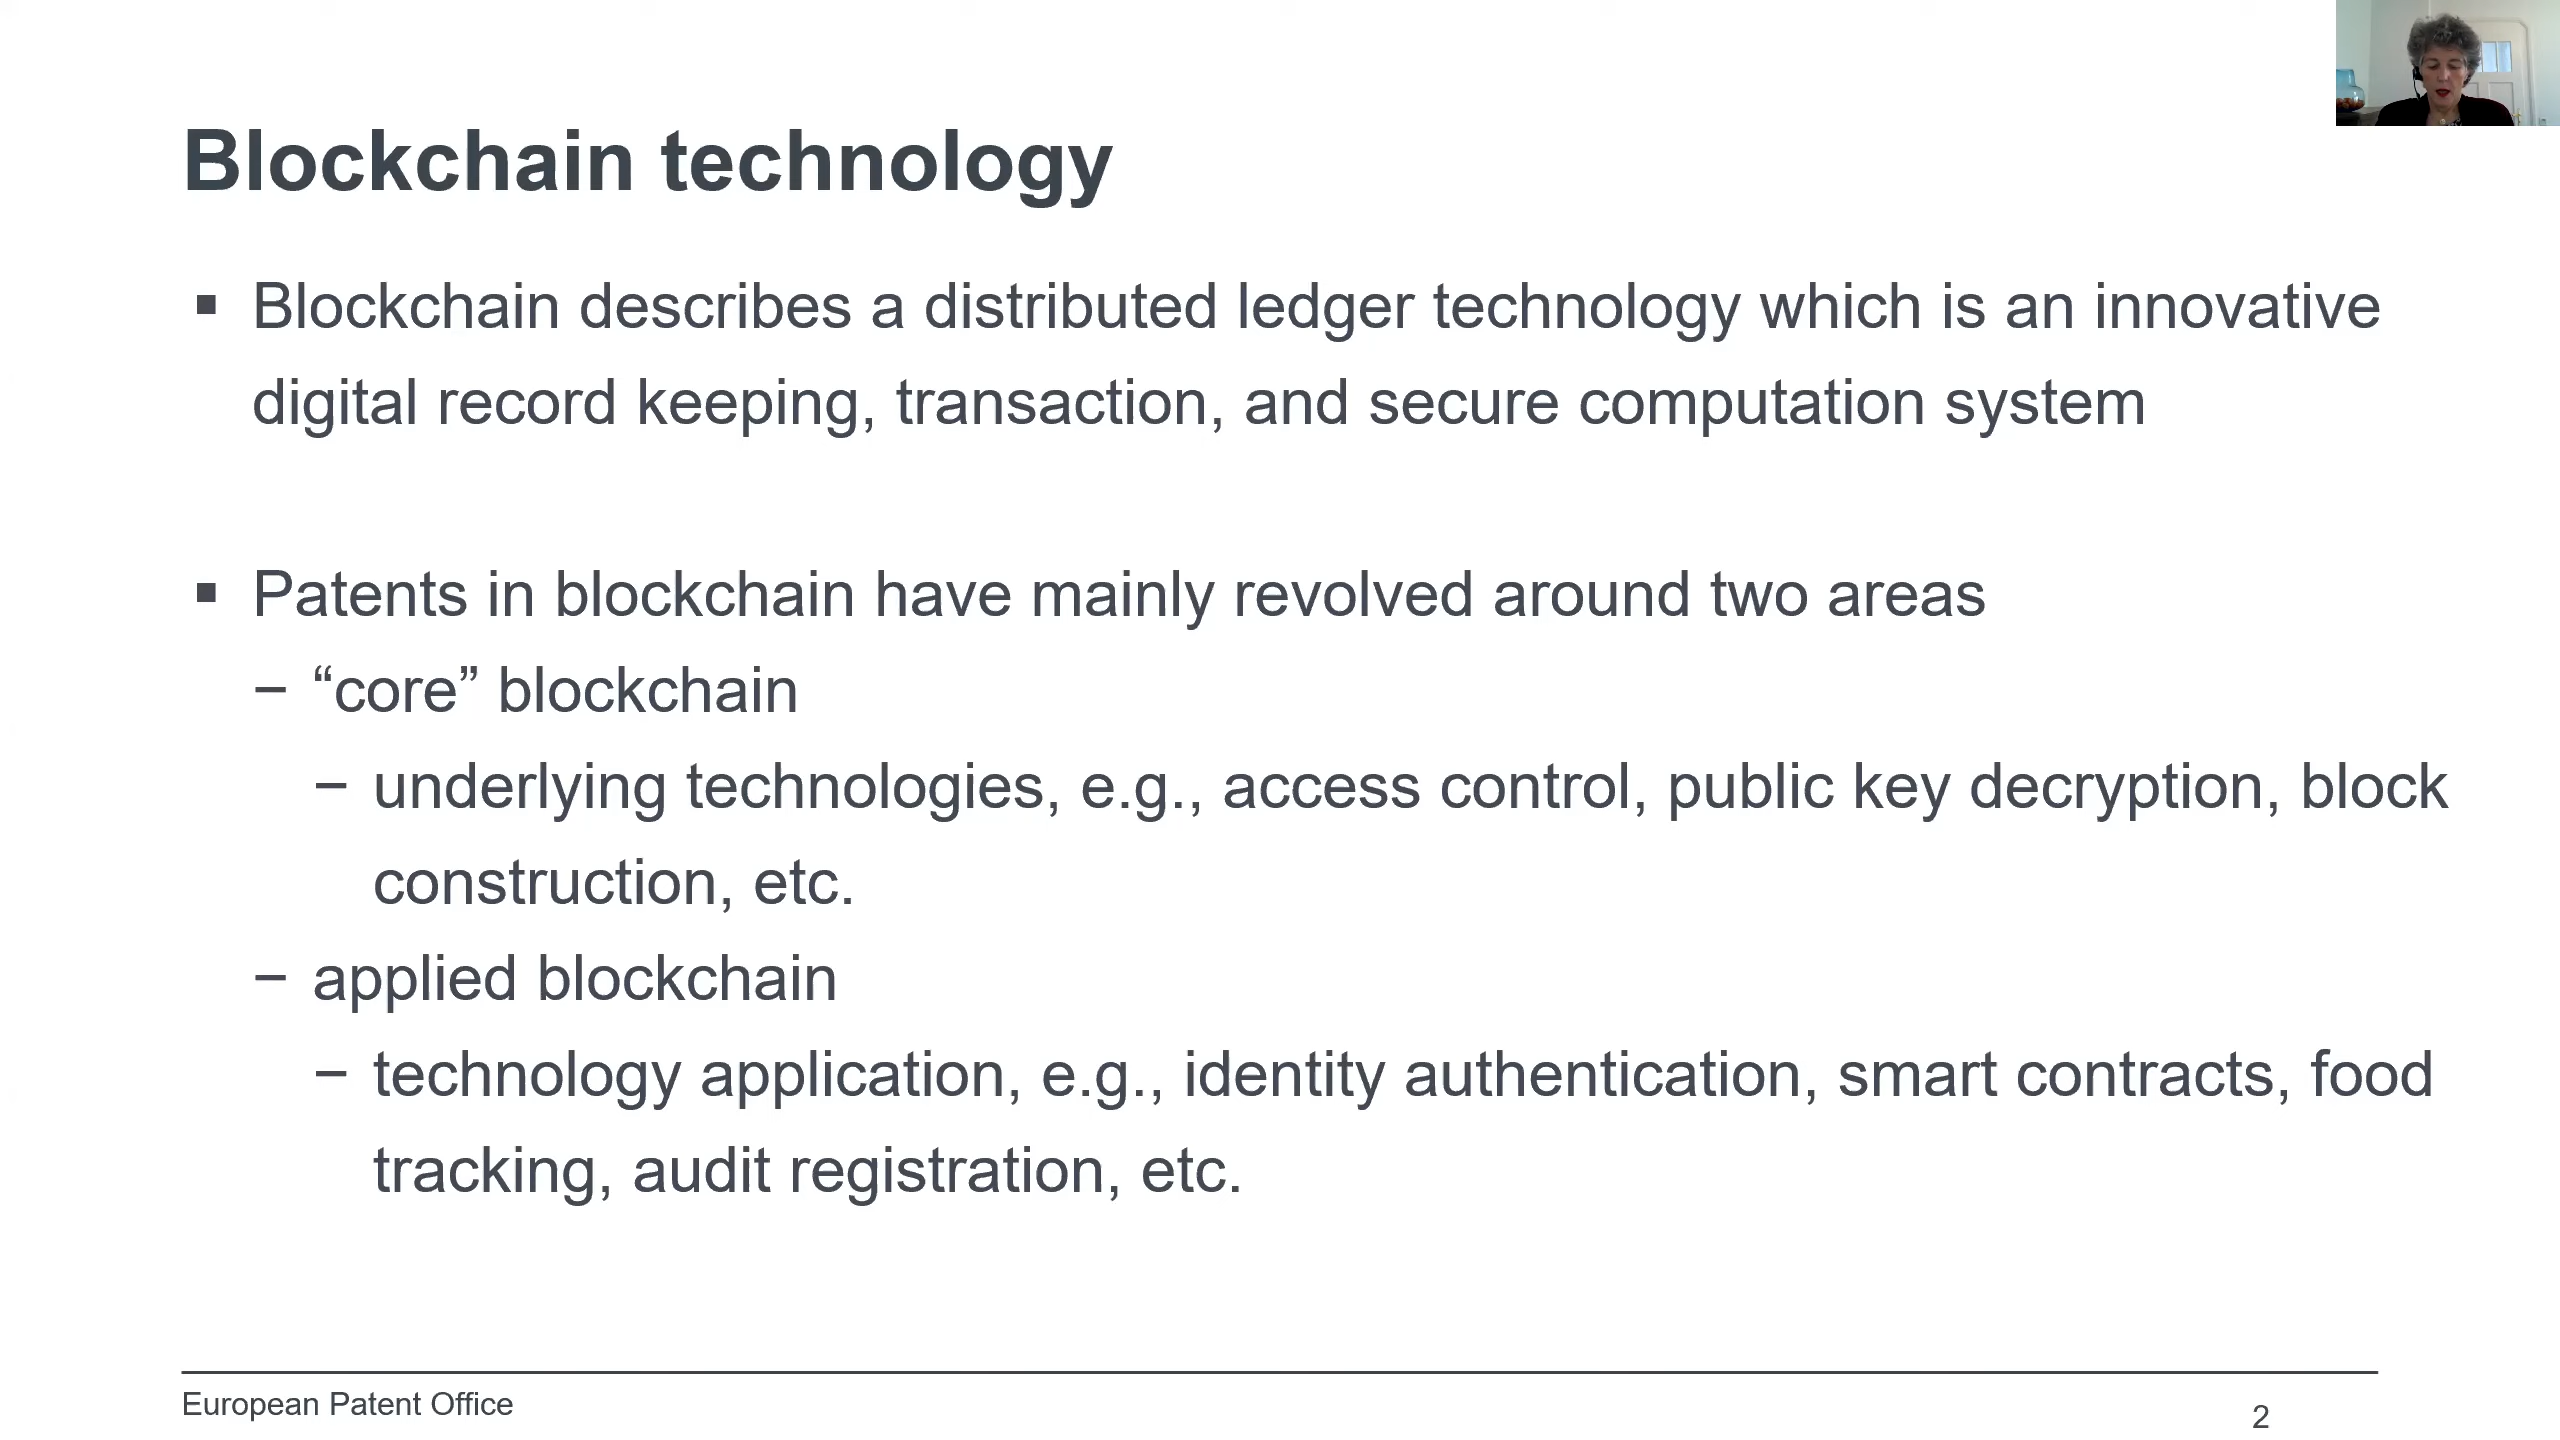 Blockchain technology
▪ Blockchain describes a distributed ledger technology which is an innovative
digital record keeping, transaction, and secure computation system
▪ Patents in blockchain have mainly revolved around two areas
− “core” blockchain
− underlying technologies, e.g., access control, public key decryption, block
construction, etc.
− applied blockchain
− technology application, e.g., identity authentication, smart contracts, food
tracking, audit registration, etc.
European Patent Office
2